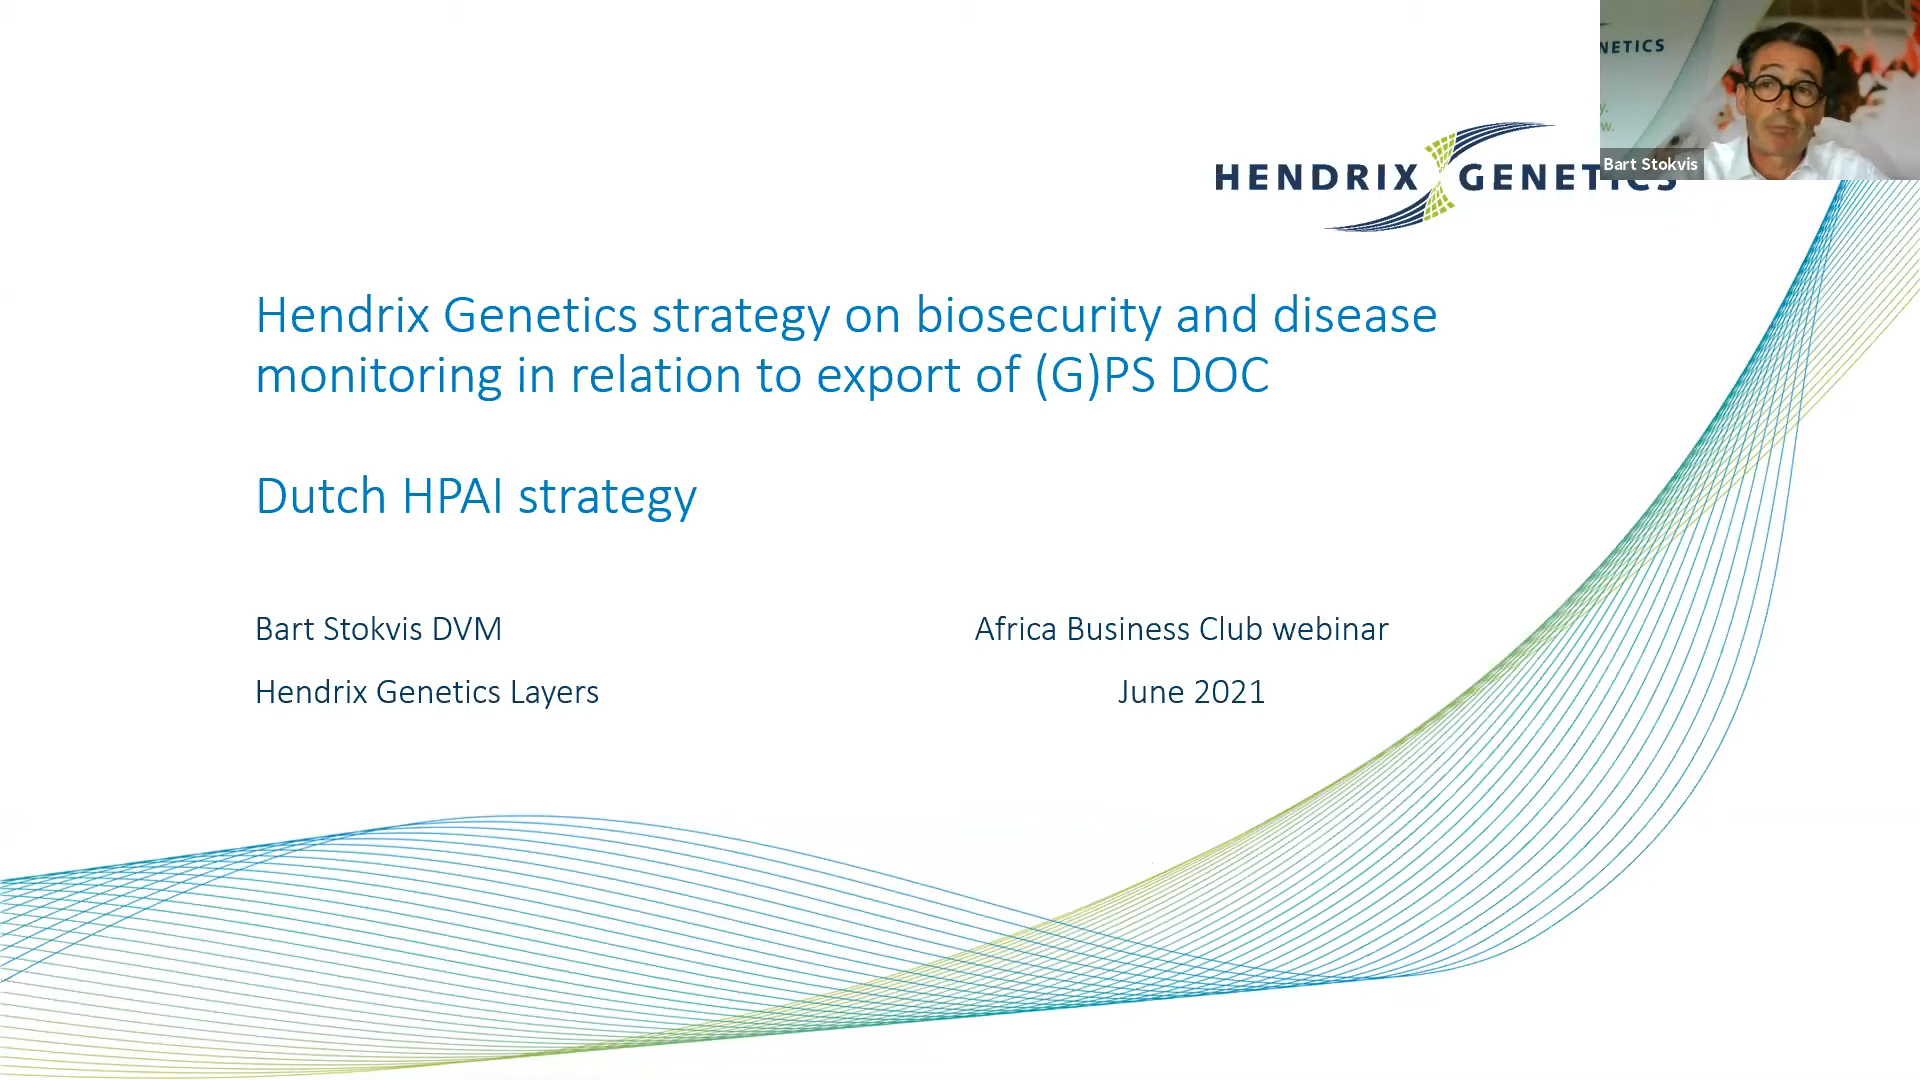 NETICS
y.
w.
Bart Stokvis
HENDRIX GENETICS
Hendrix Genetics strategy on biosecurity and disease
monitoring in relation to export of (G)PS DOC
Dutch HPAI strategy
Bart Stokvis DVM
Africa Business Club webinar
Hendrix Genetics Layers
June 2021